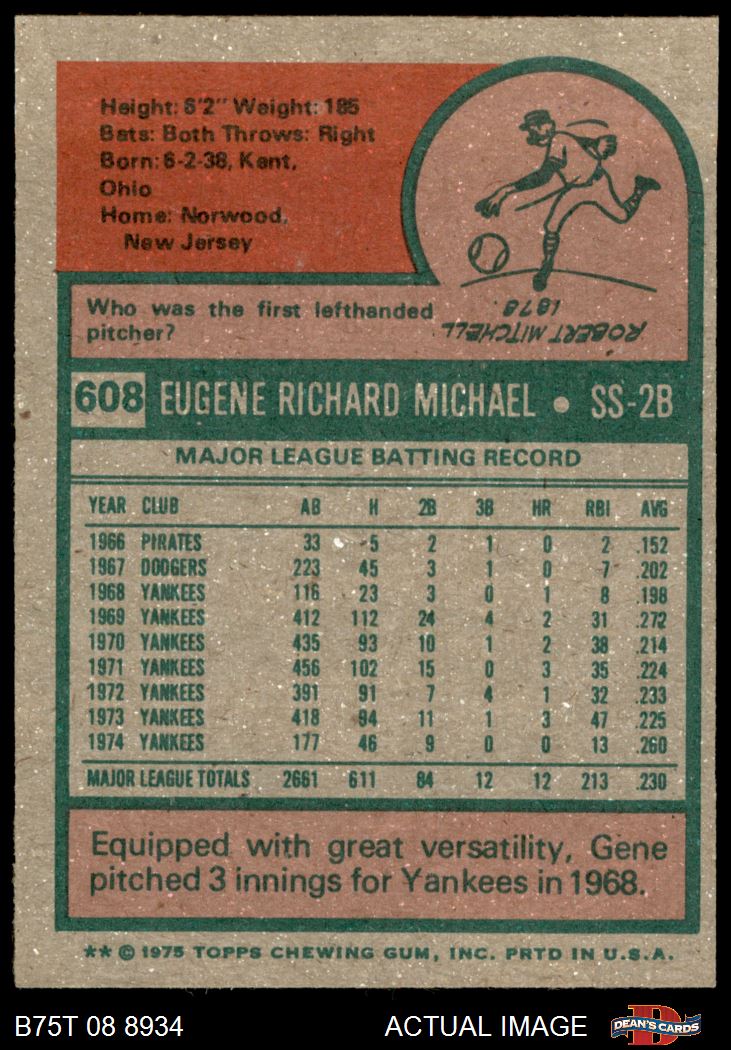 Height: 6'2" Weight: 185
Bats: Both Throws: Right
Born: 6-2-38, Kent,
Ohio
Home: Norwood,
New Jersey
Who was the first lefthanded
pitcher?
ROBERT MITCHELL
1878.
608 EUGENE RICHARD MICHAEL • SS-2B
MAJOR LEAGUE BATTING RECORD
YEAR CLUB AB H 2B 3B HR RBI AVG
1966 PIRATES 33 5 2 1 0 2 .152
1967 DODGERS 223 45 3 1 0 7 .202
1968 YANKEES 116 23 3 0 1 8 .198
1969 YANKEES 412 112 24 4 2 31 .272
1970 YANKEES 435 93 10 1 2 38 .214
1971 YANKEES 456 102 15 0 3 35 .224
1972 YANKEES 391 91 7 4 1 32 .233
1973 YANKEES 418 94 11 1 3 47 .225
1974 YANKEES 177 46 9 0 0 13 .260
MAJOR LEAGUE TOTALS 2661 611 84 12 12 213 .230
Equipped with great versatility, Gene
pitched 3 innings for Yankees in 1968.
** © 1975 TOPPS CHEWING GUM, INC. PRTD IN U.S.A.
B75T 08 8934 ACTUAL IMAGE DEAN'S CARDS